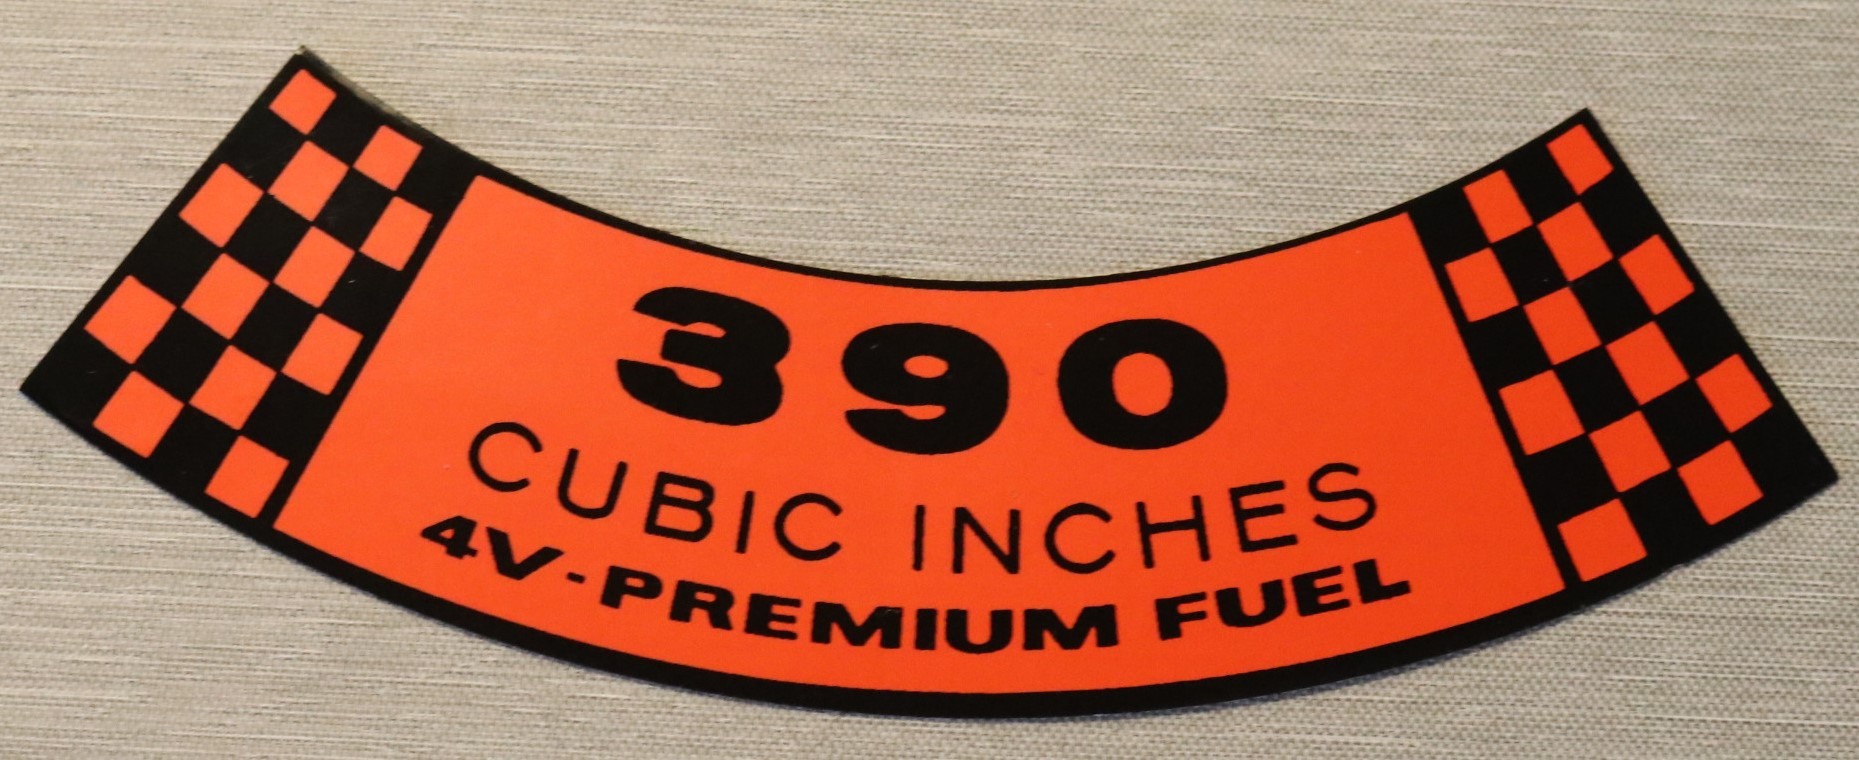 390
CUBIC INCHES
4V-PREMIUM FUEL